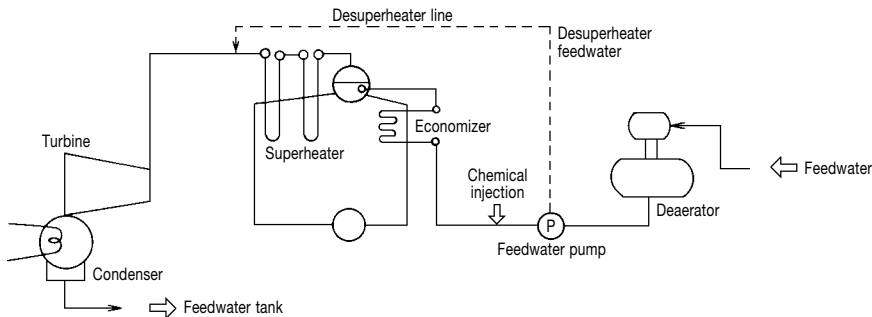 Desuperheater line
Desuperheater
feedwater
Turbine
Superheater
Economizer
Chemical
injection
Feedwater
Deaerator
P
Feedwater pump
Condenser
Feedwater tank